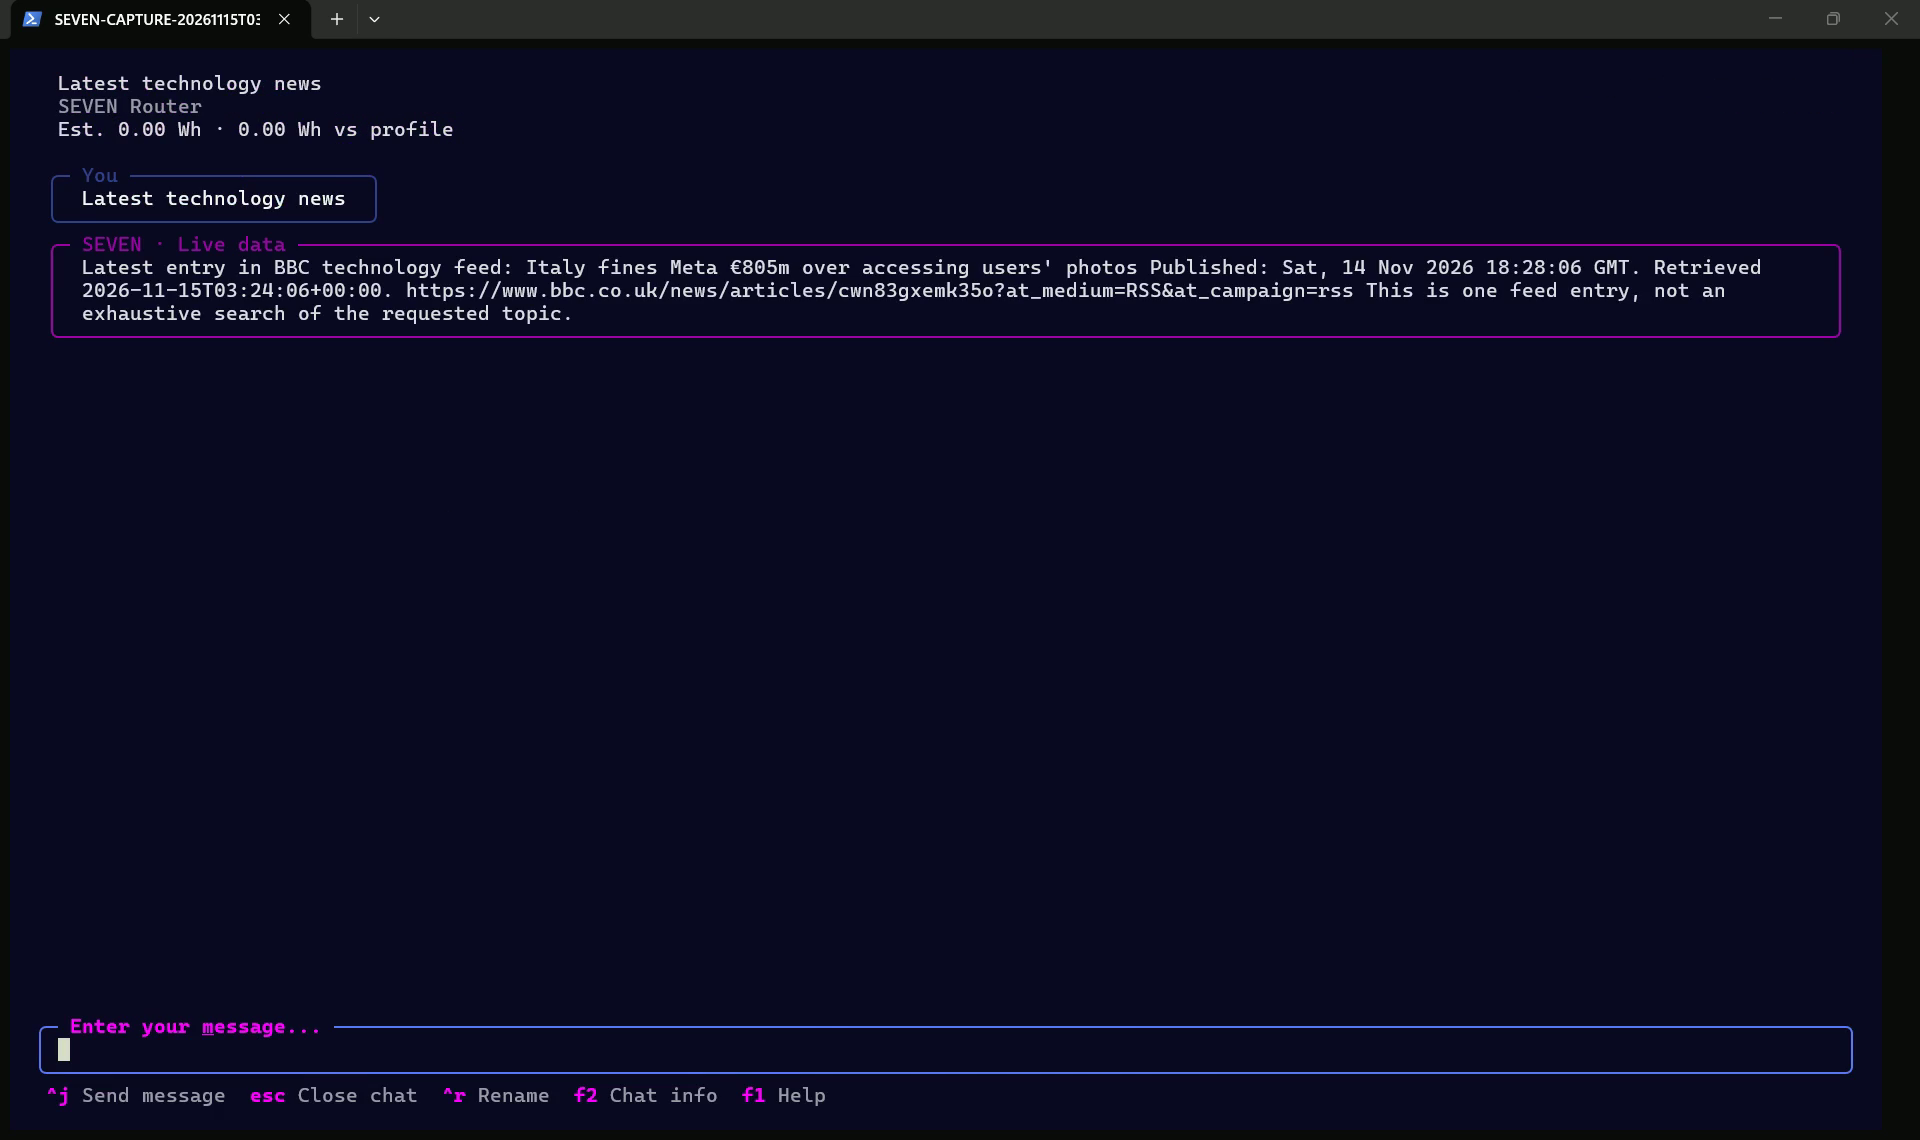 SEVEN-CAPTURE-20261115T03
Latest technology news
SEVEN Router
Est. 0.00 Wh · 0.00 Wh vs profile
You
Latest technology news
SEVEN · Live data
Latest entry in BBC technology feed: Italy fines Meta €805m over accessing users' photos Published: Sat, 14 Nov 2026 18:28:06 GMT. Retrieved
2026-11-15T03:24:06+00:00. https://www.bbc.co.uk/news/articles/cwn83gxemk35o?at_medium=RSS&at_campaign=rss This is one feed entry, not an
exhaustive search of the requested topic.
Enter your message...
^j Send message esc Close chat ^r Rename f2 Chat info f1 Help